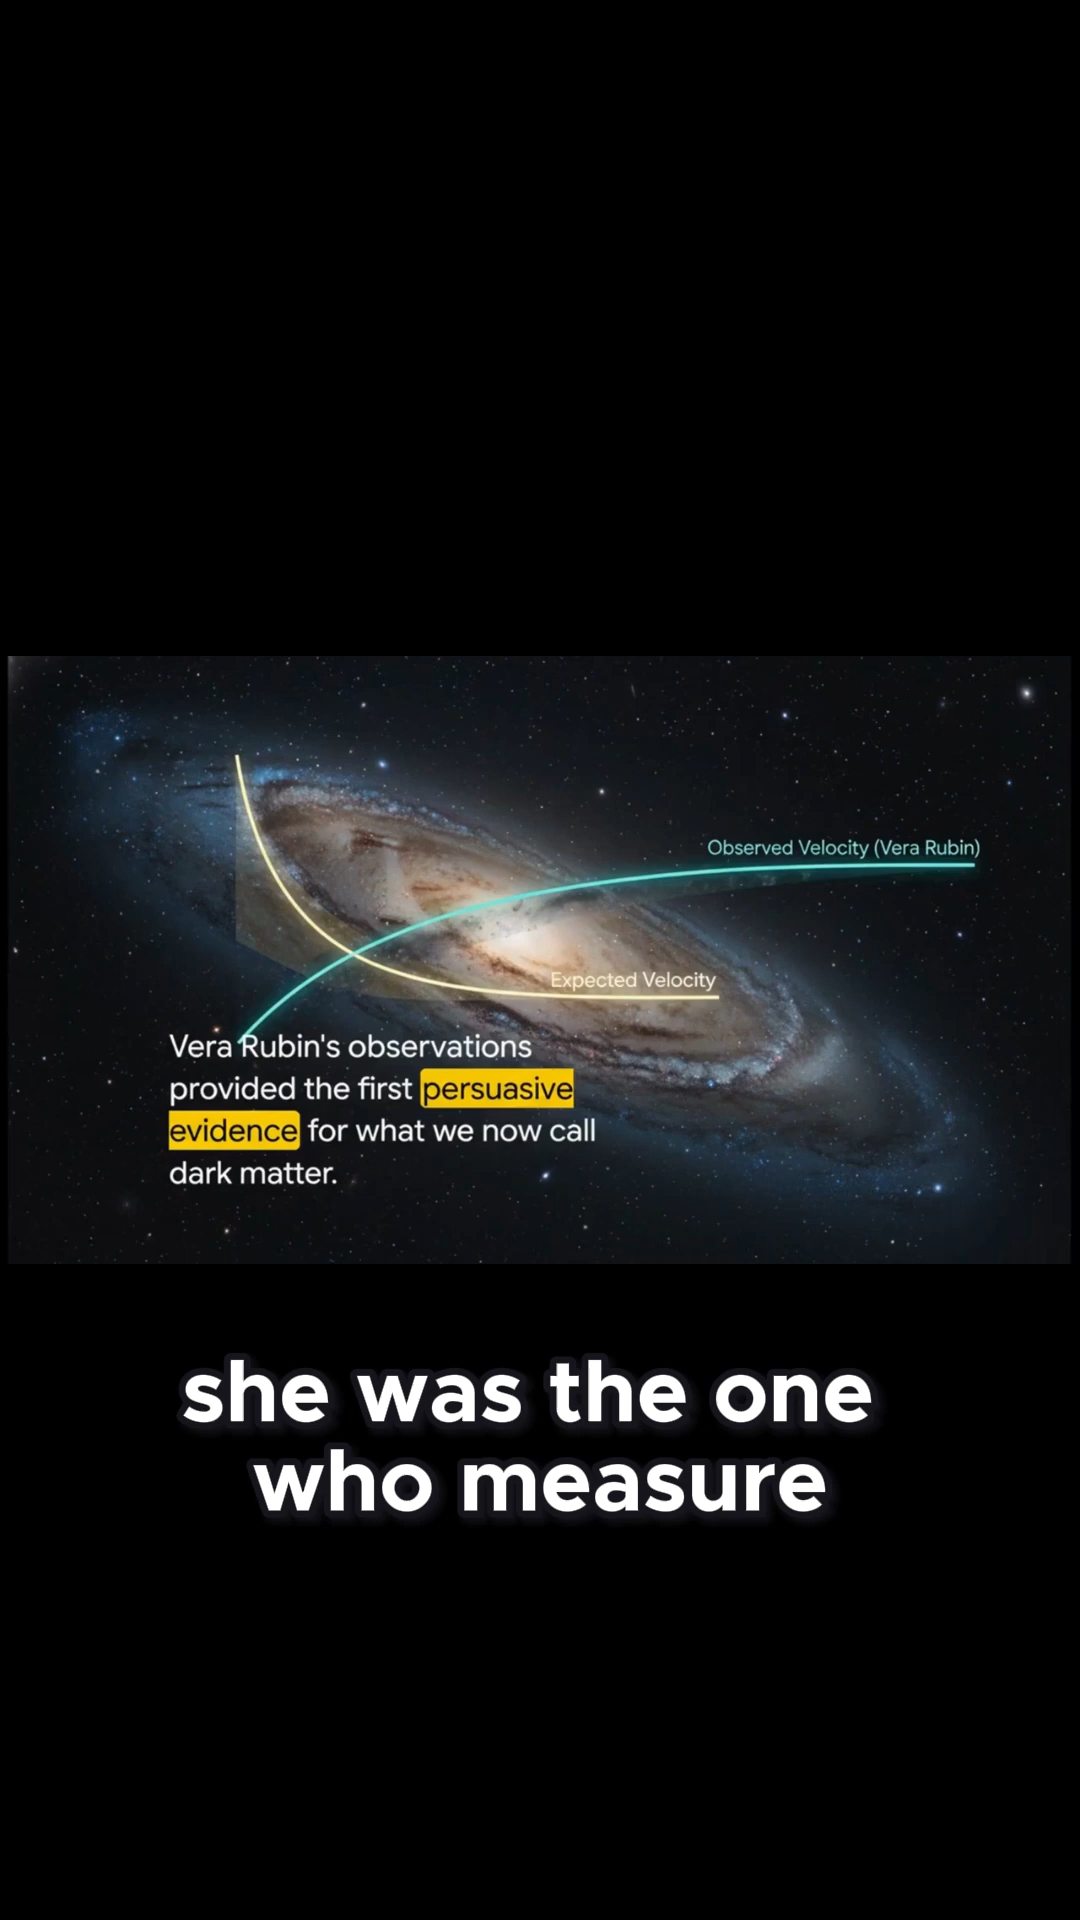 Observed Velocity (Vera Rubin)
Expected Velocity
Vera Rubin's observations
provided the first persuasive
evidence for what we now call
dark matter.
she was the one
who measure